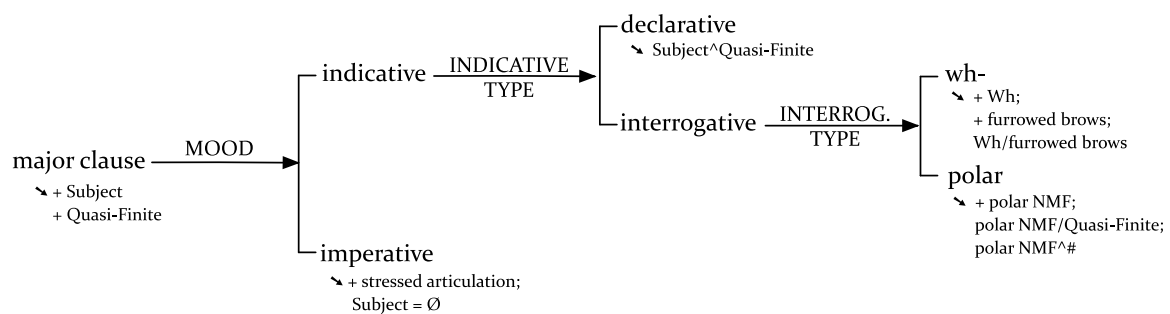 major clause
↘ + Subject
+ Quasi-Finite
MOOD
indicative
INDICATIVE
TYPE
declarative
↘ Subject^Quasi-Finite
interrogative
INTERROG.
TYPE
wh-
↘ + Wh;
+ furrowed brows;
Wh/furrowed brows
polar
↘ + polar NMF;
polar NMF/Quasi-Finite;
polar NMF^#
imperative
↘ + stressed articulation;
Subject = Ø